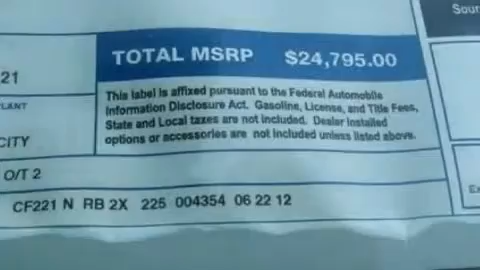 Sour
TOTAL MSRP $24,795.00
21
This label is affixed pursuant to the Federal Automobile
Information Disclosure Act. Gasoline, License, and Title Fees,
State and Local taxes are not included. Dealer installed
options or accessories are not included unless listed above.
LANT
CITY
O/T 2
CF221 N RB 2X 225 004354 06 22 12